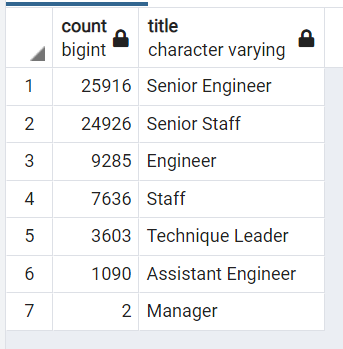 count title
bigint character varying
1 25916 Senior Engineer
2 24926 Senior Staff
3 9285 Engineer
4 7636 Staff
5 3603 Technique Leader
6 1090 Assistant Engineer
7 2 Manager